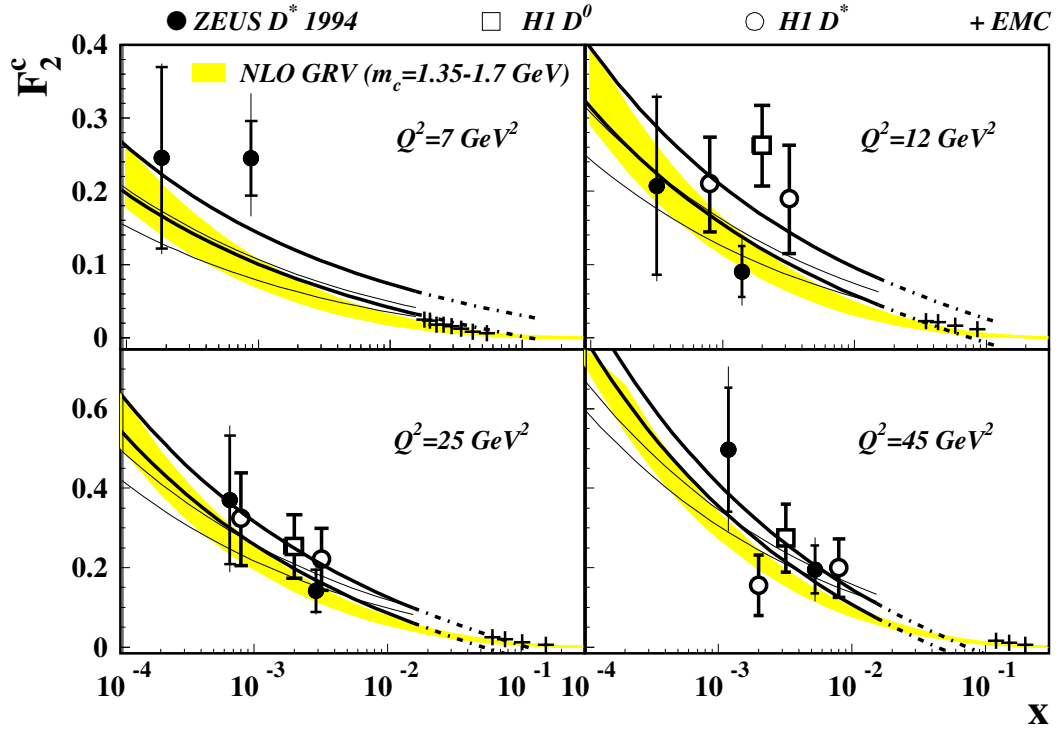 ZEUS D* 1994 H1 D⁰ H1 D* + EMC
F₂ᶜ
0.4
NLO GRV (m_c=1.35-1.7 GeV)
0.3
Q²=7 GeV² Q²=12 GeV²
0.2
0.1
0
0.6
Q²=25 GeV² Q²=45 GeV²
0.4
0.2
0
10⁻⁴ 10⁻³ 10⁻² 10⁻¹ 10 10⁻⁴ 10⁻³ 10⁻² 10⁻¹
x